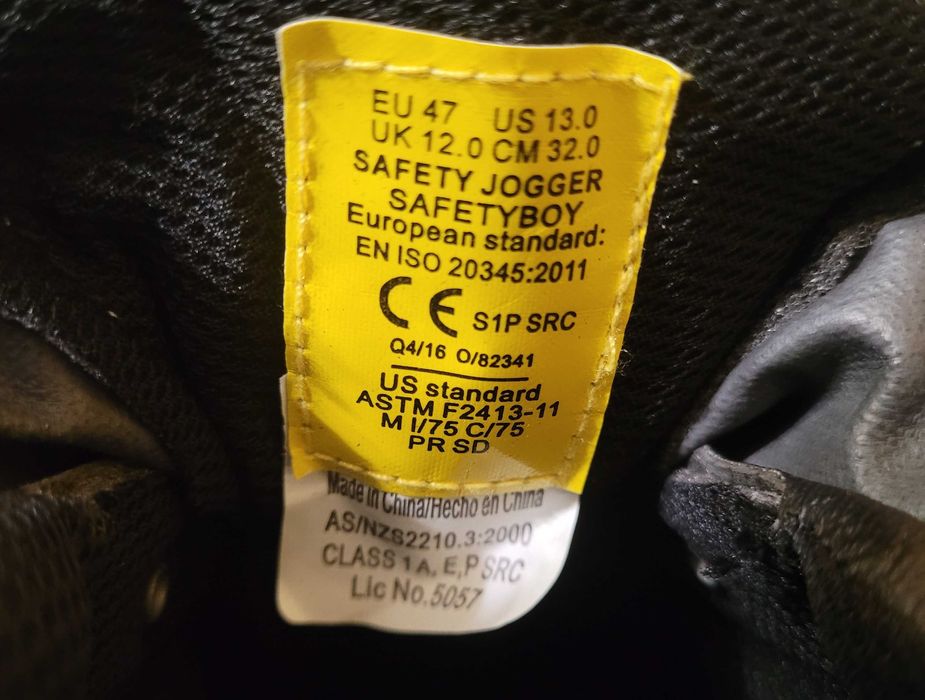 EU 47 US 13.0
UK 12.0 CM 32.0
SAFETY JOGGER
SAFETYBOY
European standard:
EN ISO 20345:2011
CE S1P SRC
Q4/16 O/82341
US standard
ASTM F2413-11
M I/75 C/75
PR SD
Made in China/Hecho en China
AS/NZS2210.3:2000
CLASS 1 A, E,P SRC
Lic No.5057